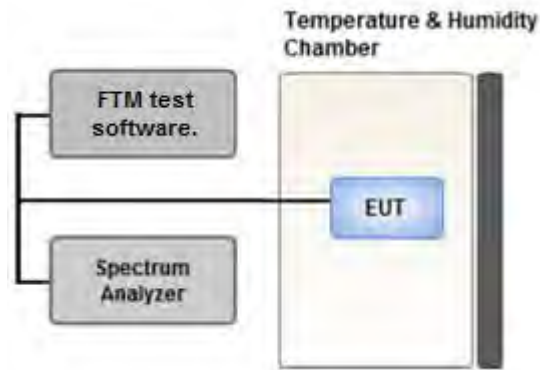 Temperature & Humidity
Chamber
FTM test
software.
EUT
Spectrum
Analyzer